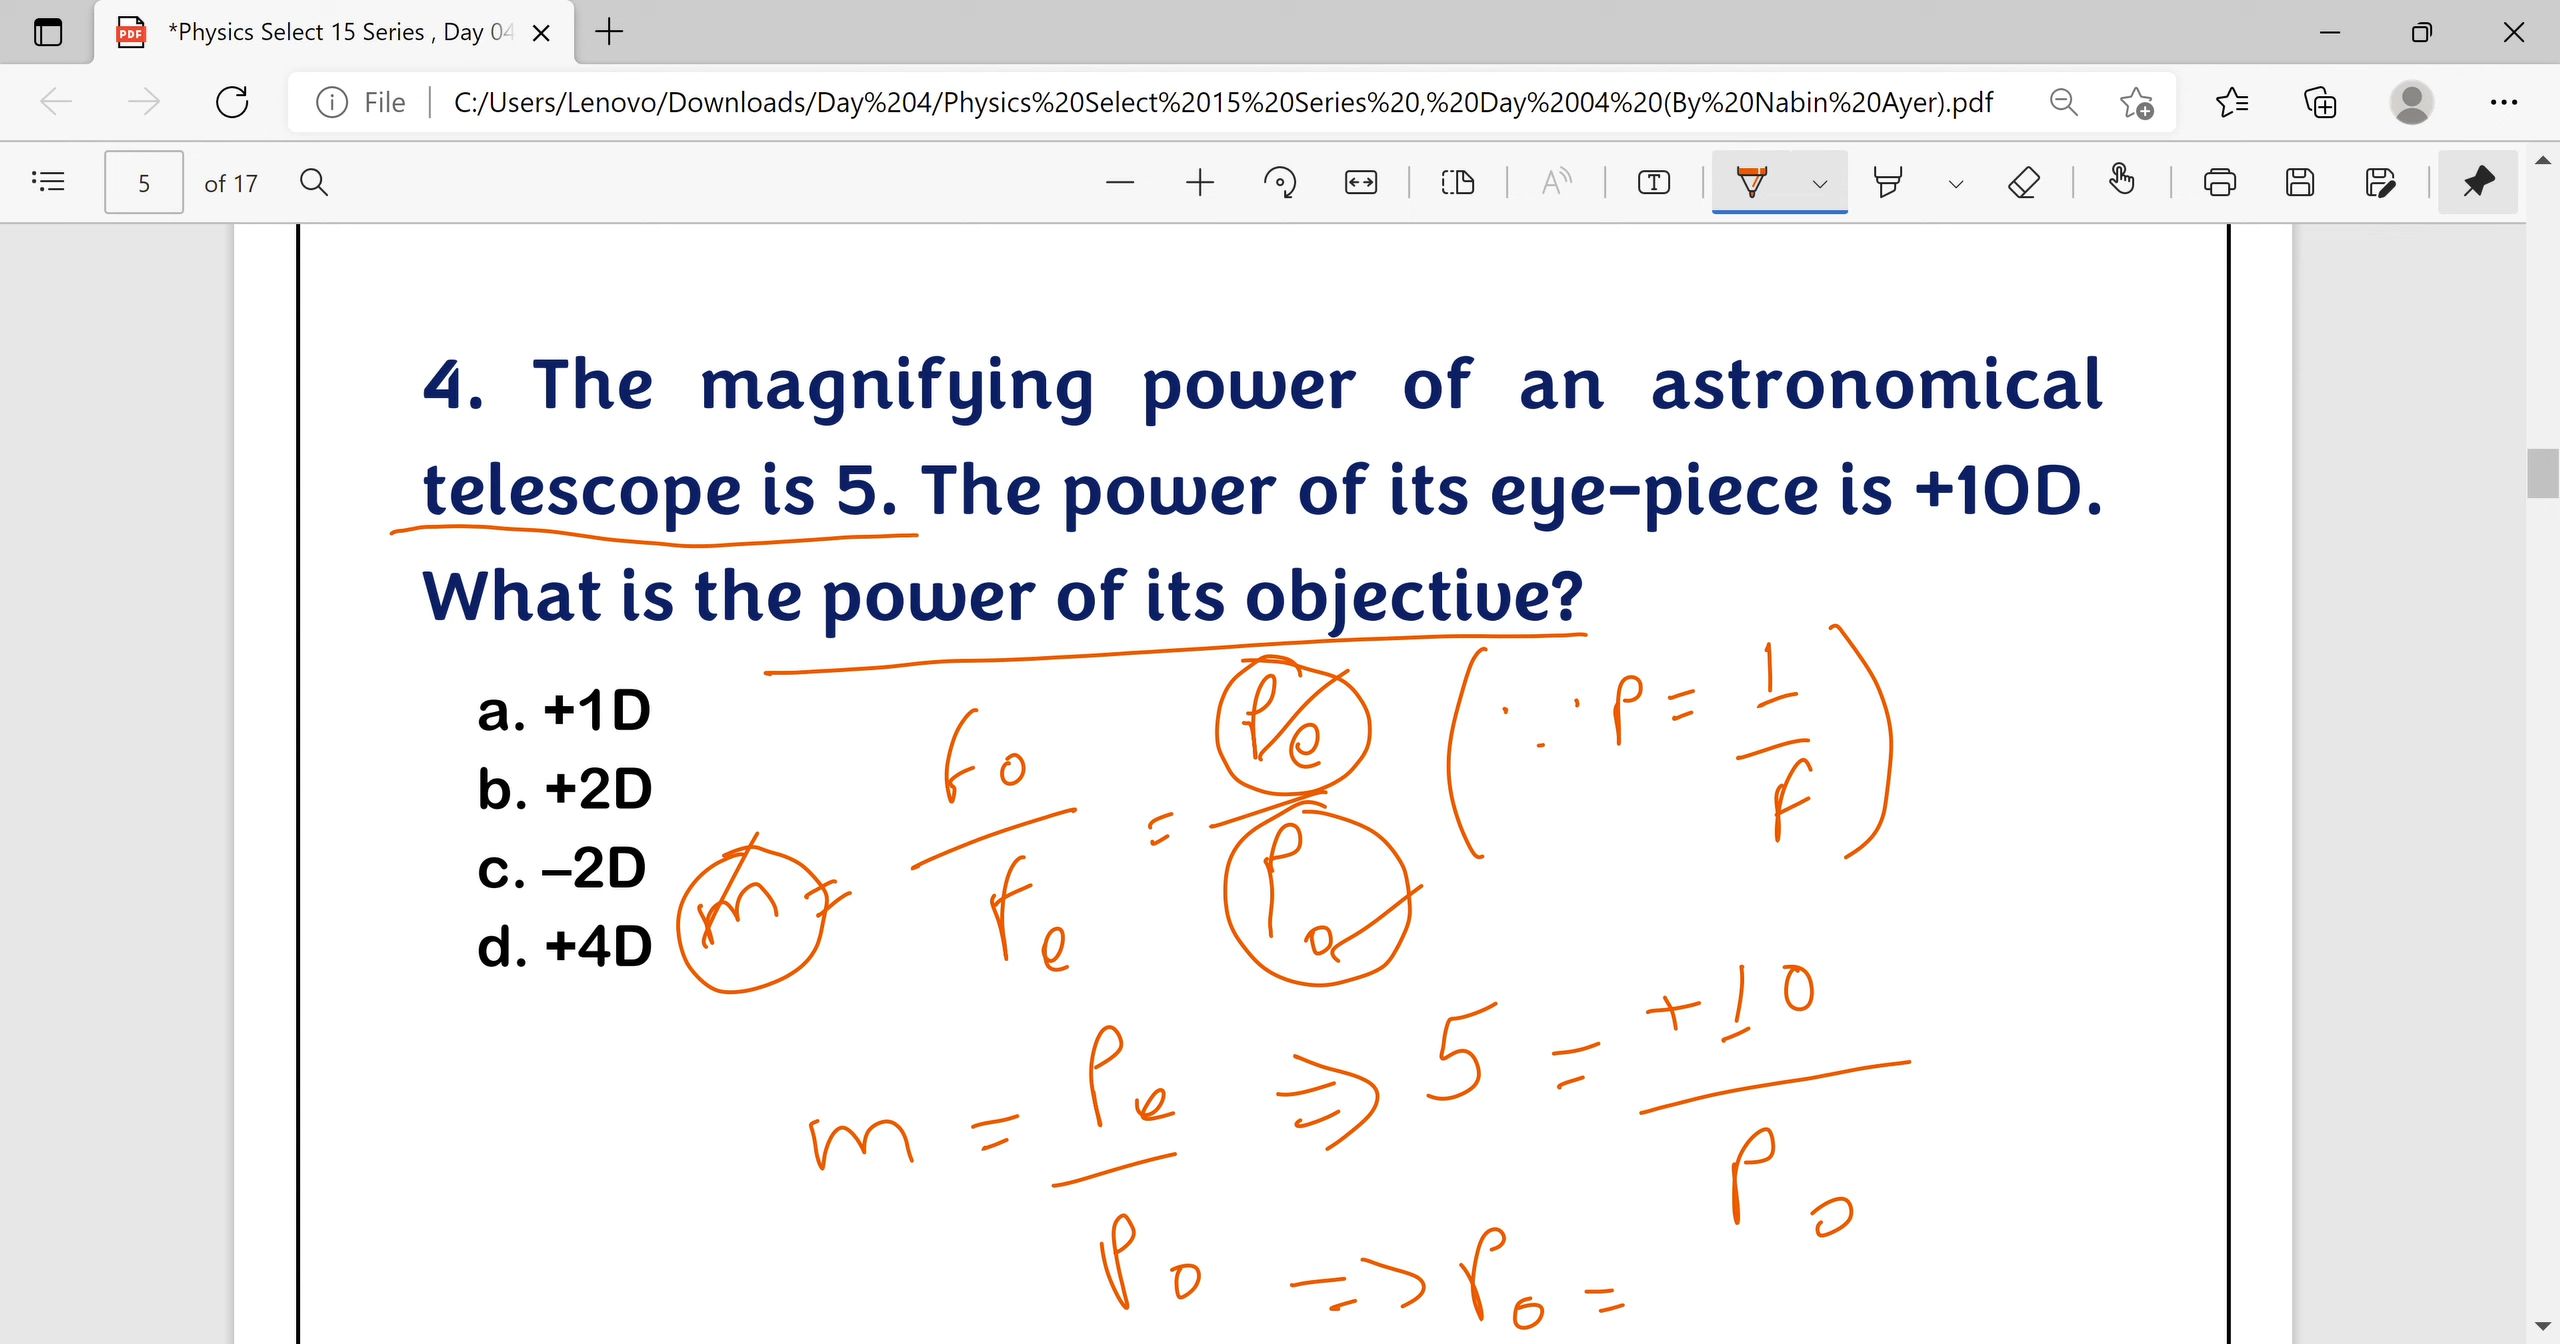 *Physics Select 15 Series , Day 04
File
C:/Users/Lenovo/Downloads/Day%204/Physics%20Select%2015%20Series%20,%20Day%2004%20(By%20Nabin%20Ayer).pdf
5 of 17
4. The magnifying power of an astronomical
telescope is 5. The power of its eye-piece is +10D.
What is the power of its objective?
a. +1D
b. +2D
c. –2D
d. +4D
m = fo / fe = Pe / Po (∵ P = 1 / f)
m = Pe / Po => 5 = +10 / Po
=> Po =